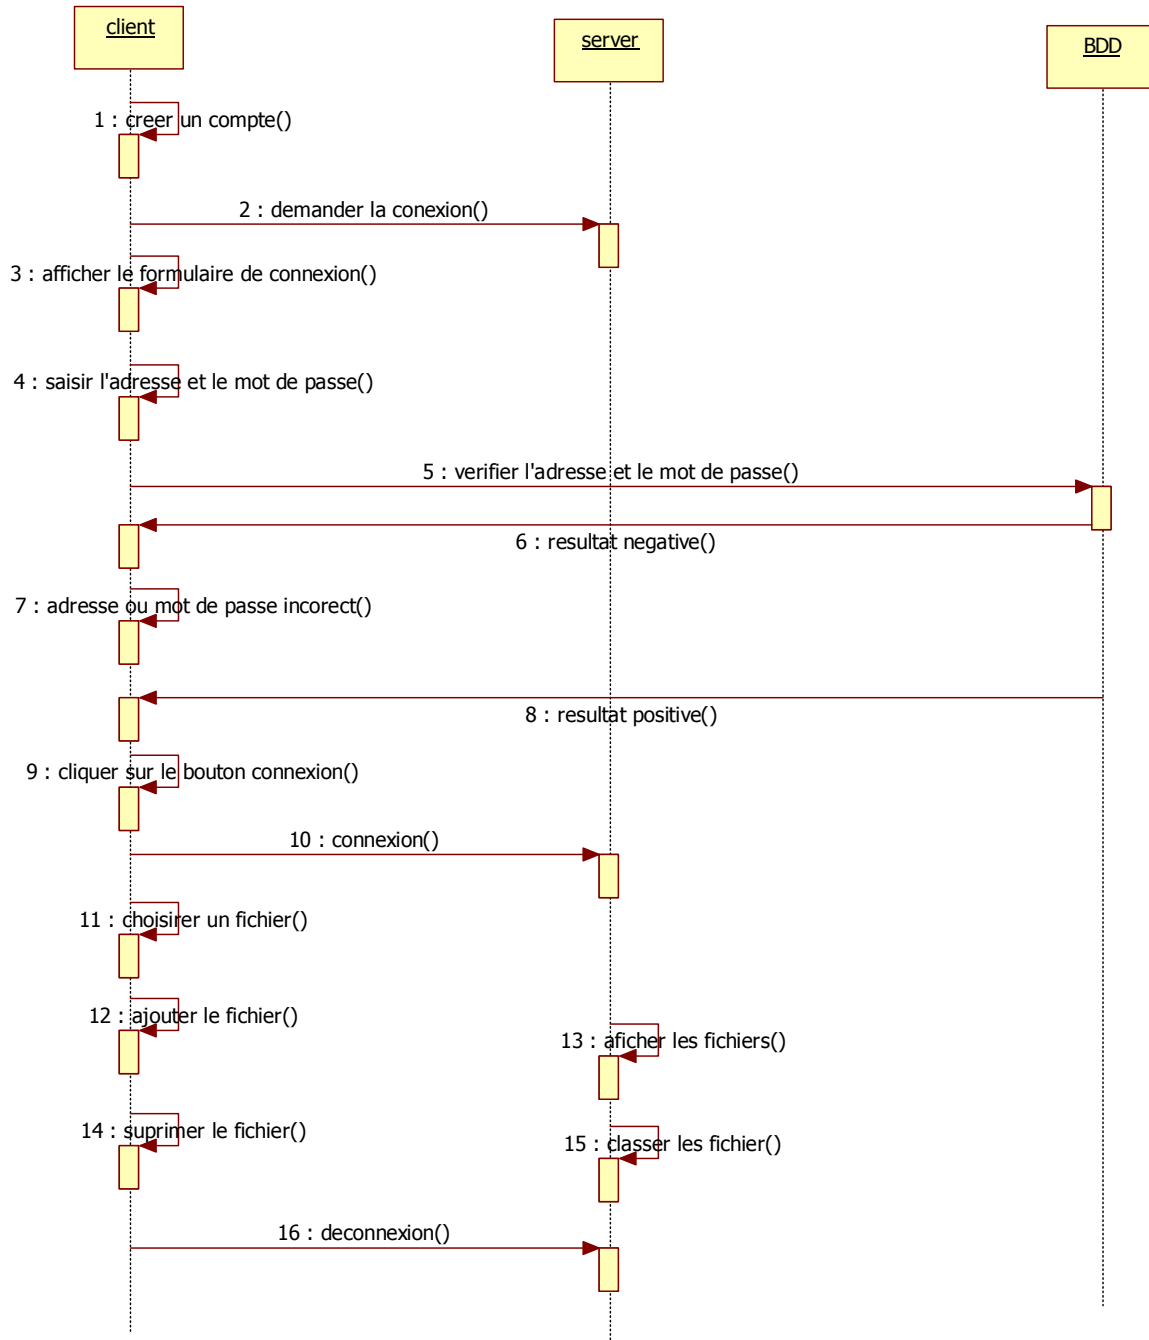 client
server
BDD
1 : creer un compte()
2 : demander la conexion()
3 : afficher le formulaire de connexion()
4 : saisir l'adresse et le mot de passe()
5 : verifier l'adresse et le mot de passe()
6 : resultat negative()
7 : adresse ou mot de passe incorect()
8 : resultat positive()
9 : cliquer sur le bouton connexion()
10 : connexion()
11 : choisirer un fichier()
12 : ajouter le fichier()
13 : aficher les fichiers()
14 : suprimer le fichier()
15 : classer les fichier()
16 : deconnexion()